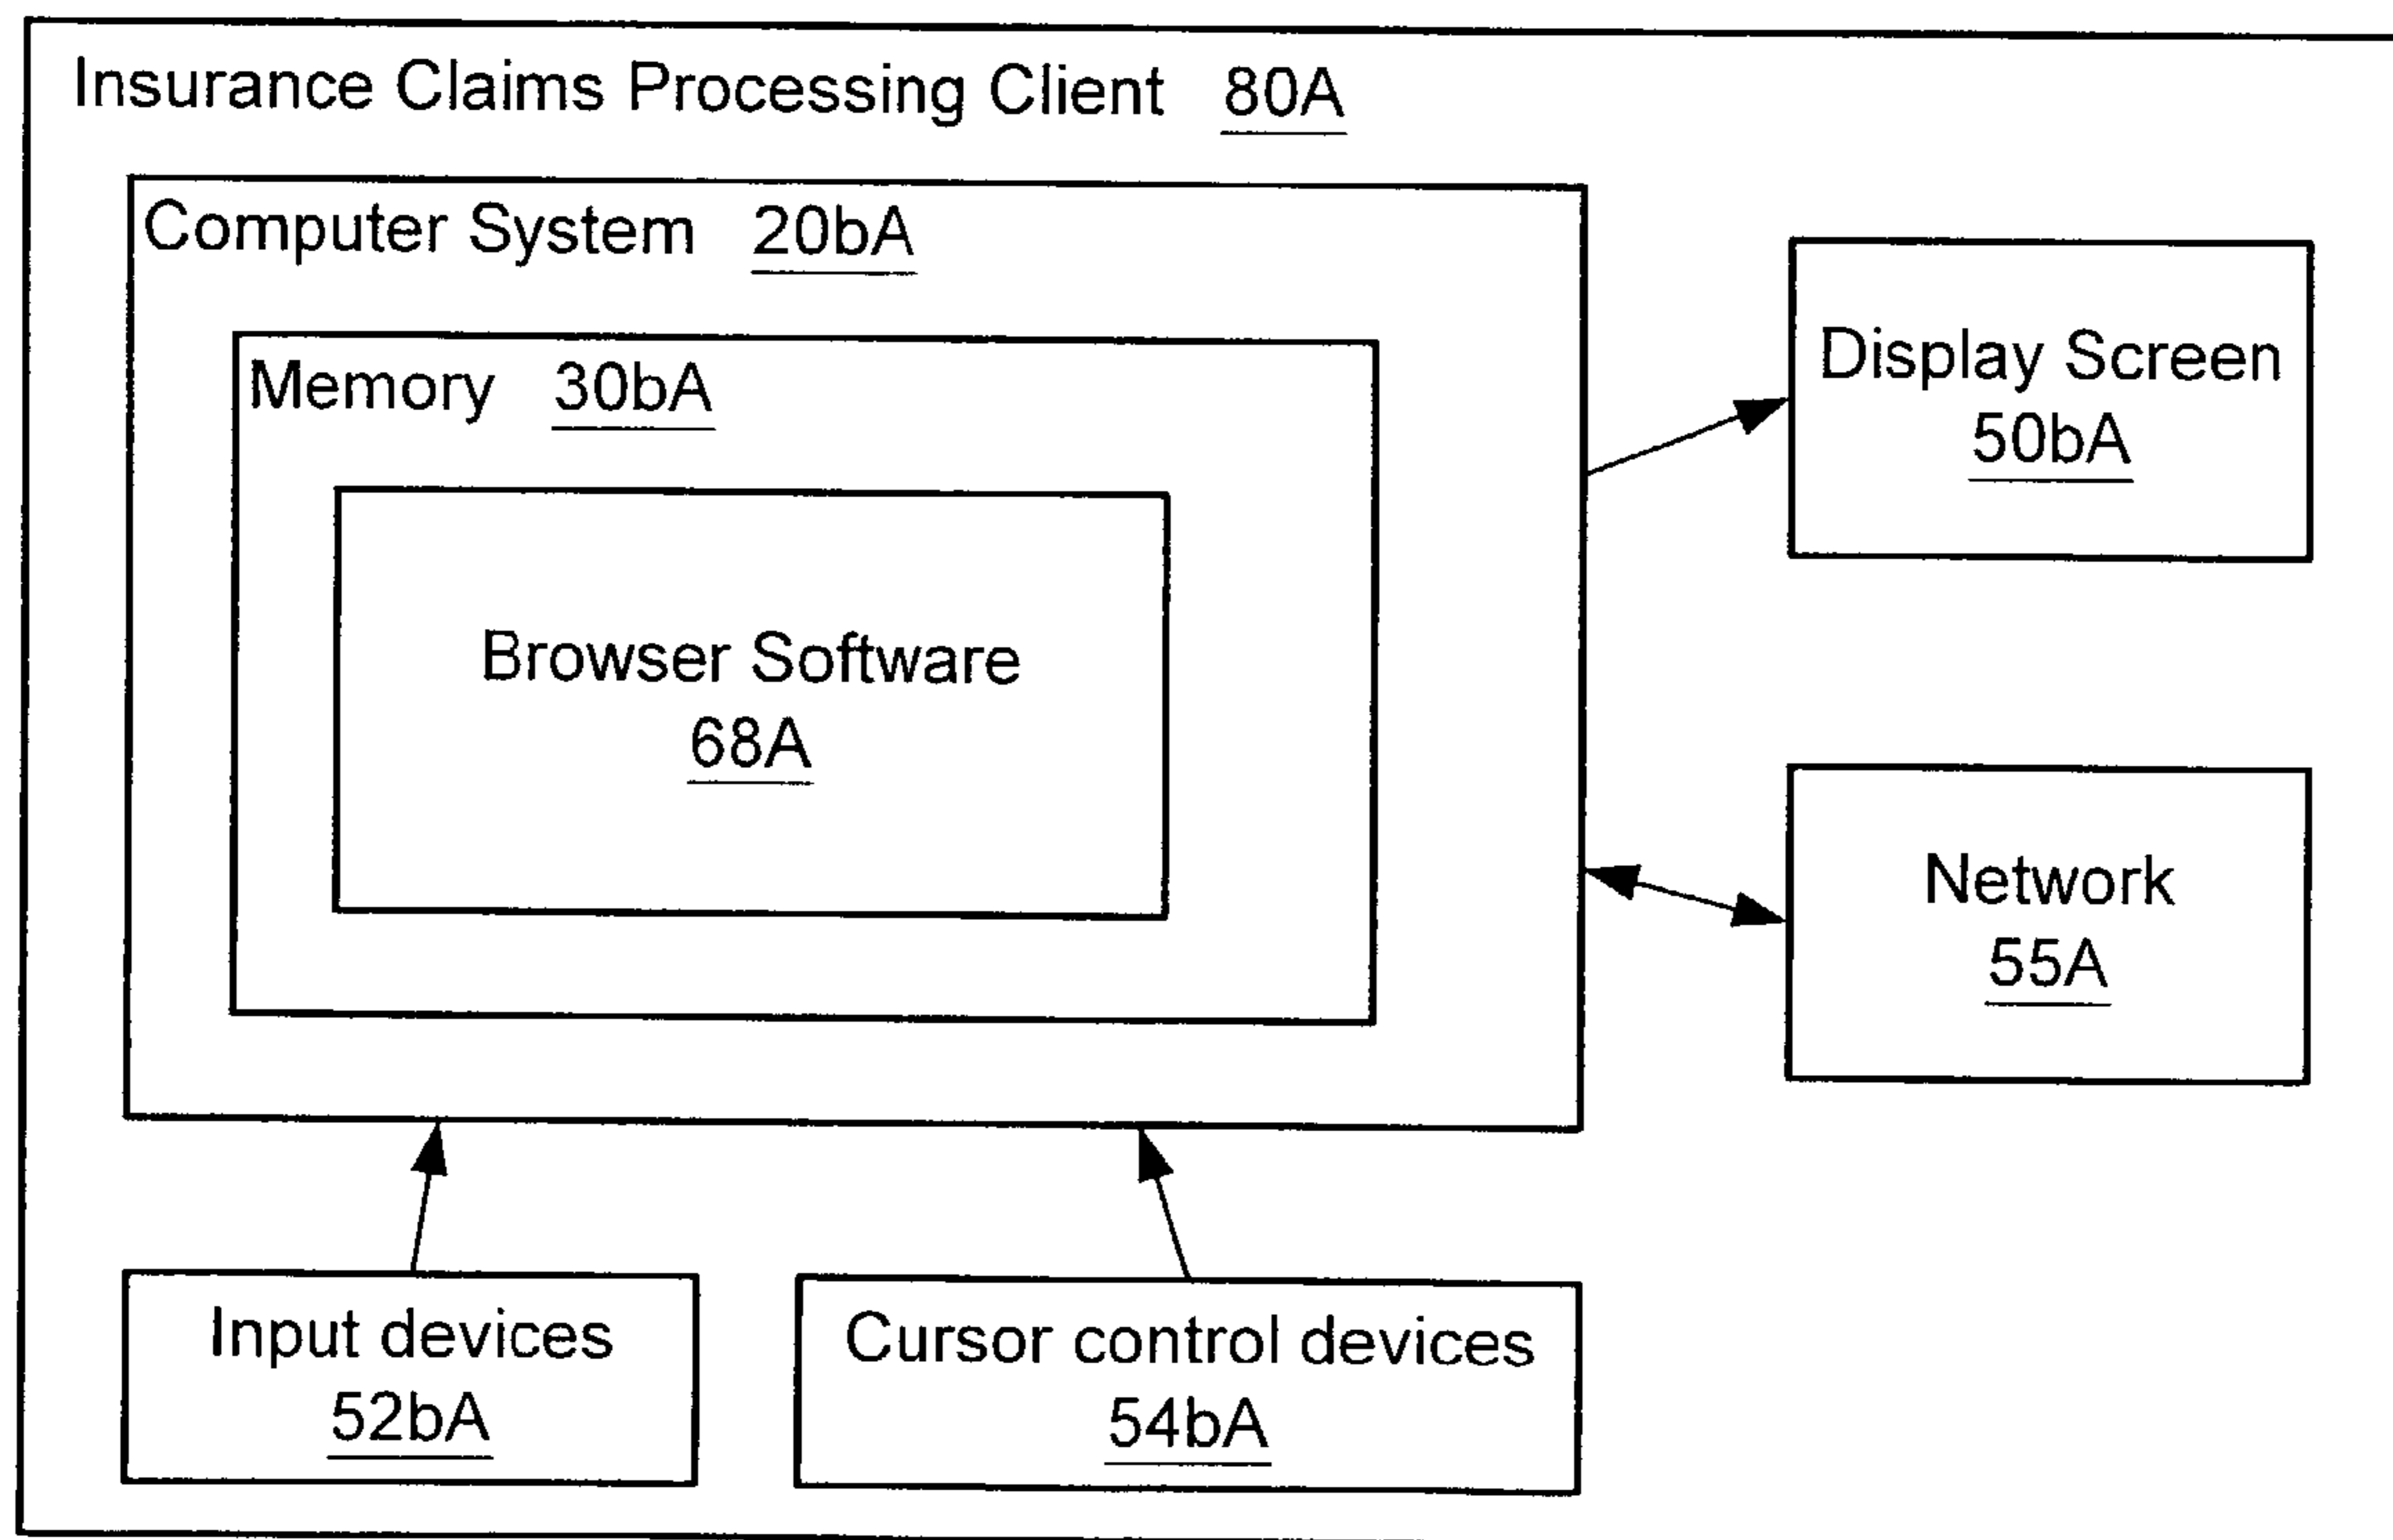 Insurance Claims Processing Client 80A
Computer System 20bA
Memory 30bA
Browser Software
68A
Display Screen
50bA
Network
55A
Input devices
52bA
Cursor control devices
54bA